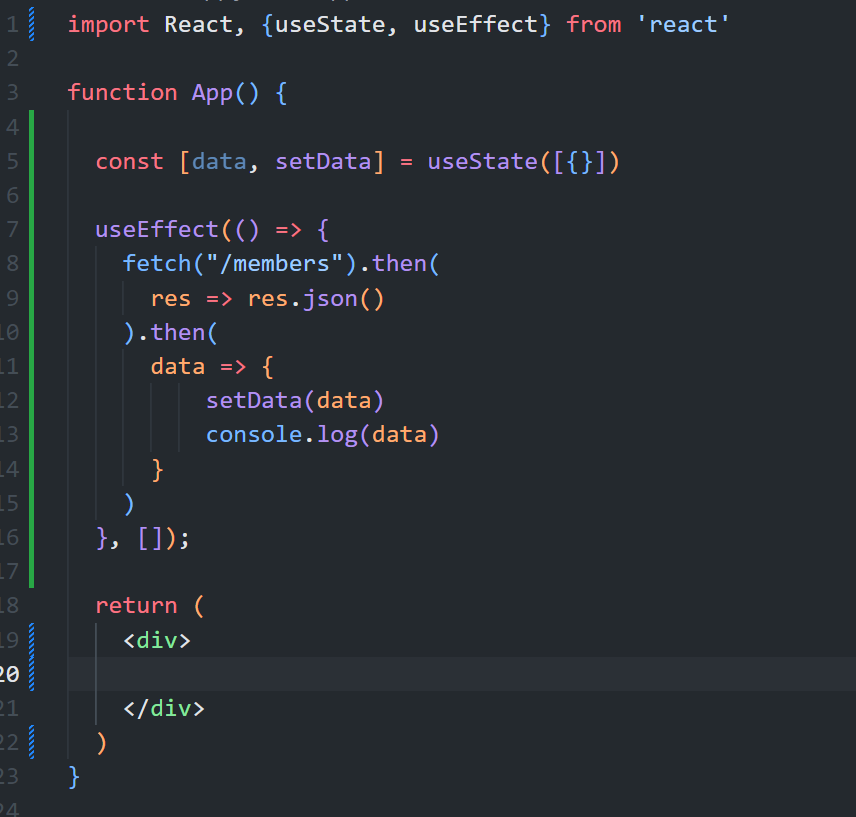 1 import React, {useState, useEffect} from 'react'
2
3 function App() {
4
5 const [data, setData] = useState([{}])
6
7 useEffect(() => {
8 fetch("/members").then(
9 res => res.json()
10 ).then(
11 data => {
12 setData(data)
13 console.log(data)
14 }
15 )
16 }, []);
17
18 return (
19 <div>
20
21 </div>
22 )
23 }
24